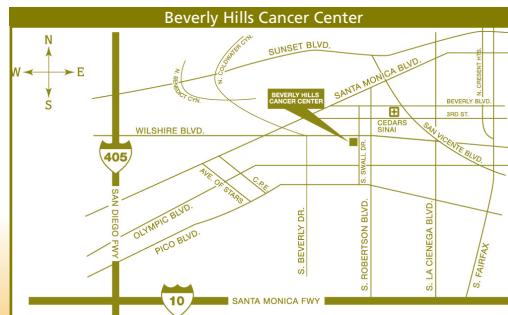 Beverly Hills Cancer Center
N
W
E
S
N. COLDWATER CYN.
N. BENEDICT CYN.
SUNSET BLVD.
SANTA MONICA BLVD.
N. CRESENT HTS.
BEVERLY HILLS
CANCER CENTER
BEVERLY BLVD.
3RD ST.
CEDARS
SINAI
WILSHIRE BLVD.
SAN VICENTE BLVD.
405
S. SWALL DR.
AVE. OF STARS
C.P.E.
SAN DIEGO FWY
OLYMPIC BLVD.
PICO BLVD.
S. BEVERLY DR.
S. ROBERTSON BLVD.
S. LA CIENEGA BLVD.
S. FAIRFAX
10
SANTA MONICA FWY